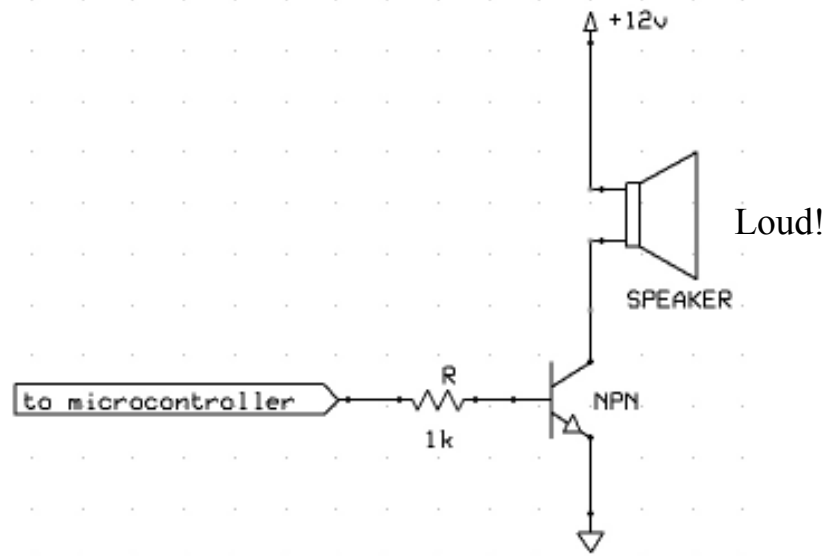 +12v
Loud!
SPEAKER
R
to microcontroller
NPN
1k